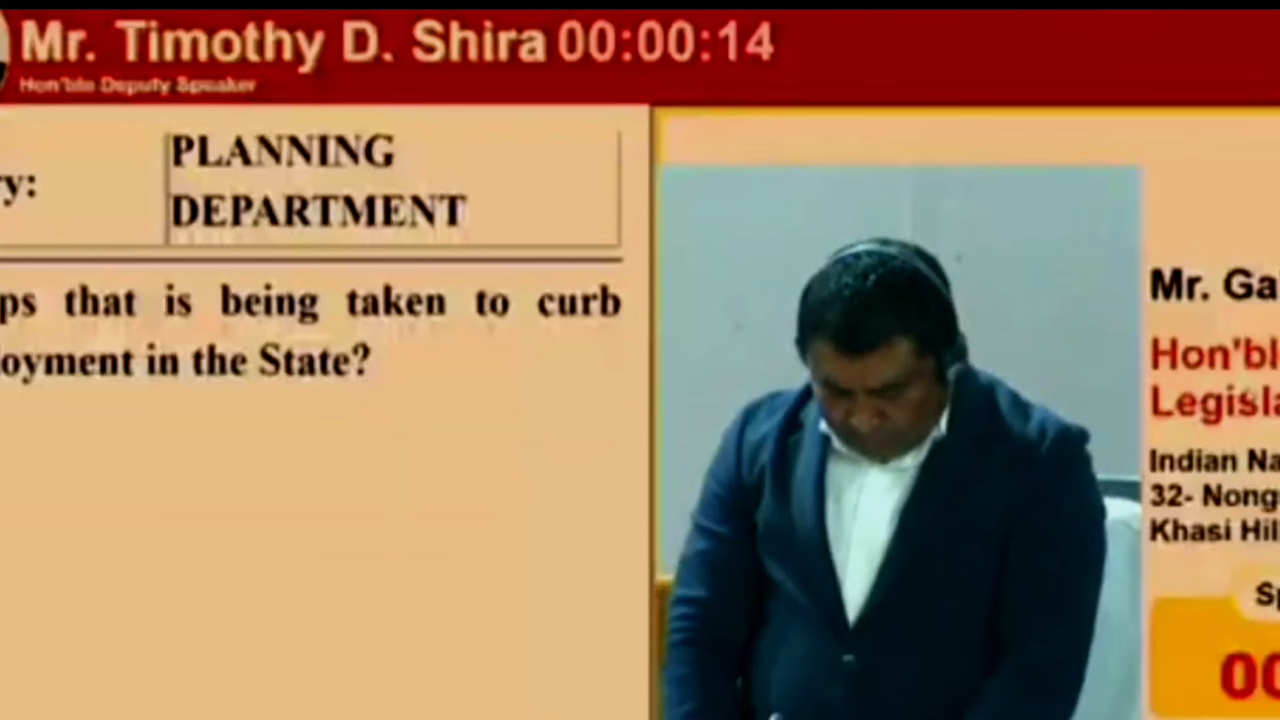 Mr. Timothy D. Shira 00:00:14
Hon'ble Deputy Speaker
ry:
PLANNING
DEPARTMENT
ps that is being taken to curb
oyment in the State?
Mr. Ga
Hon'bl
Legisla
Indian Na
32- Nong
Khasi Hil
Sp
00